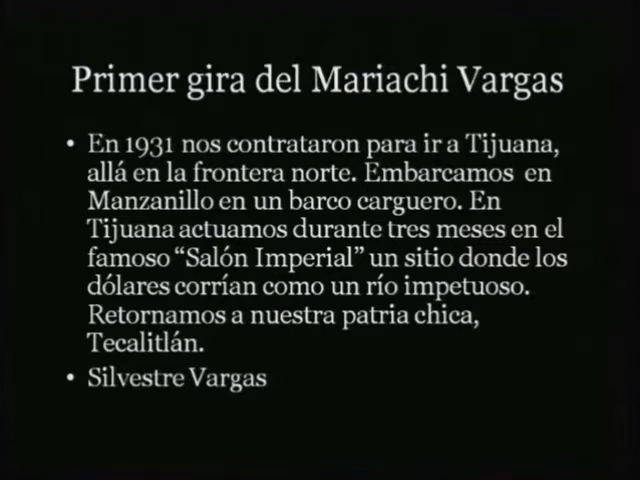 Primer gira del Mariachi Vargas
• En 1931 nos contrataron para ir a Tijuana,
allá en la frontera norte. Embarcamos en
Manzanillo en un barco carguero. En
Tijuana actuamos durante tres meses en el
famoso “Salón Imperial” un sitio donde los
dólares corrían como un río impetuoso.
Retornamos a nuestra patria chica,
Tecalitlán.
• Silvestre Vargas